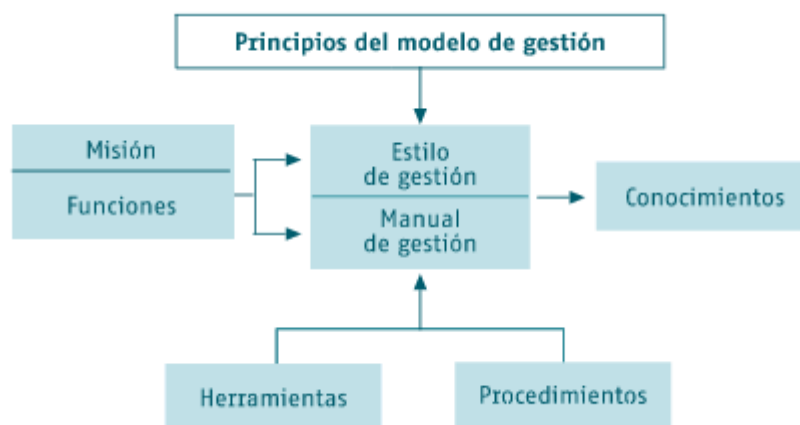 Principios del modelo de gestión
Misión
Funciones
Estilo
de gestión
Manual
de gestión
Conocimientos
Herramientas
Procedimientos